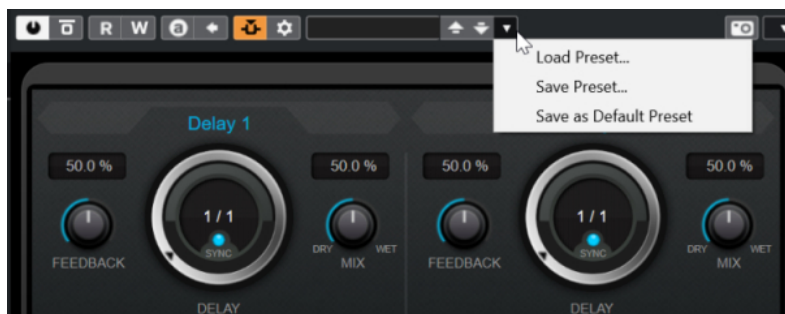 R W a
Load Preset...
Save Preset...
Save as Default Preset
Delay 1
50.0 % 50.0 % 50.0 % 50.0 %
1 / 1 1 / 1
SYNC SYNC
DRY WET DRY WET
FEEDBACK MIX FEEDBACK MIX
DELAY DELAY